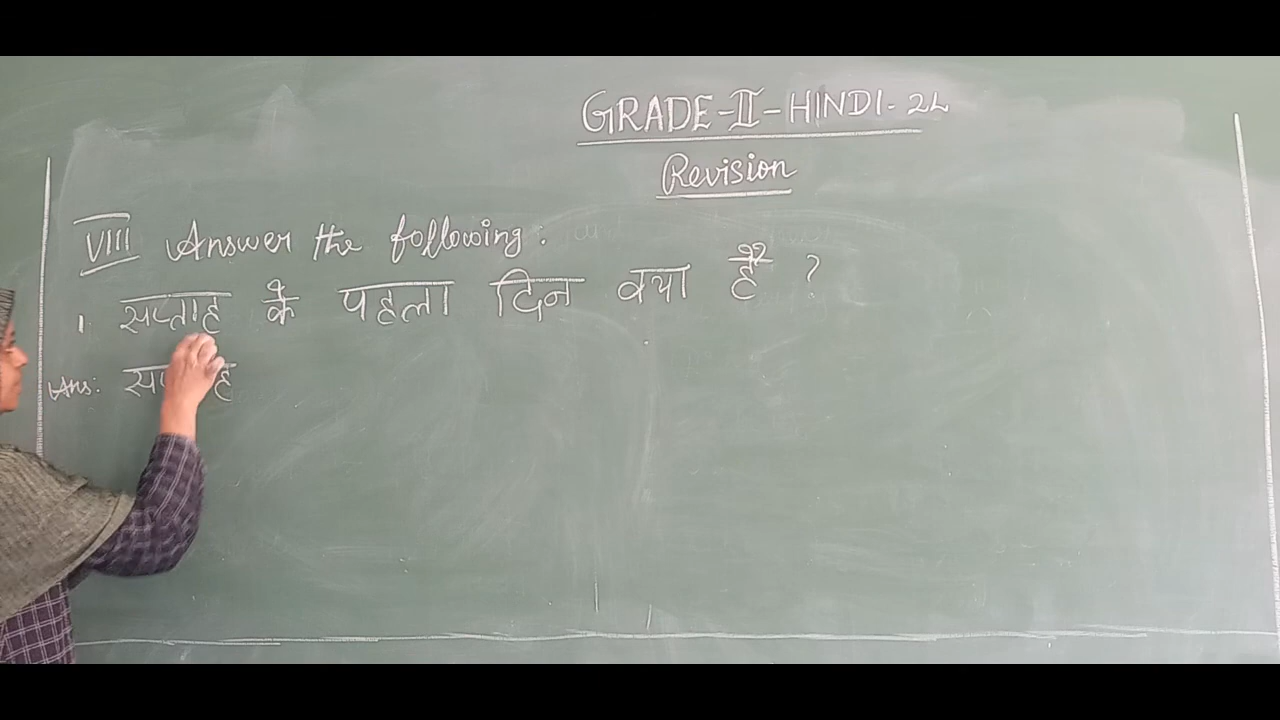 GRADE-II-HINDI-2L
Revision
VIII Answer the following:
1. सप्ताह के पहला दिन क्या है ?
Ans: